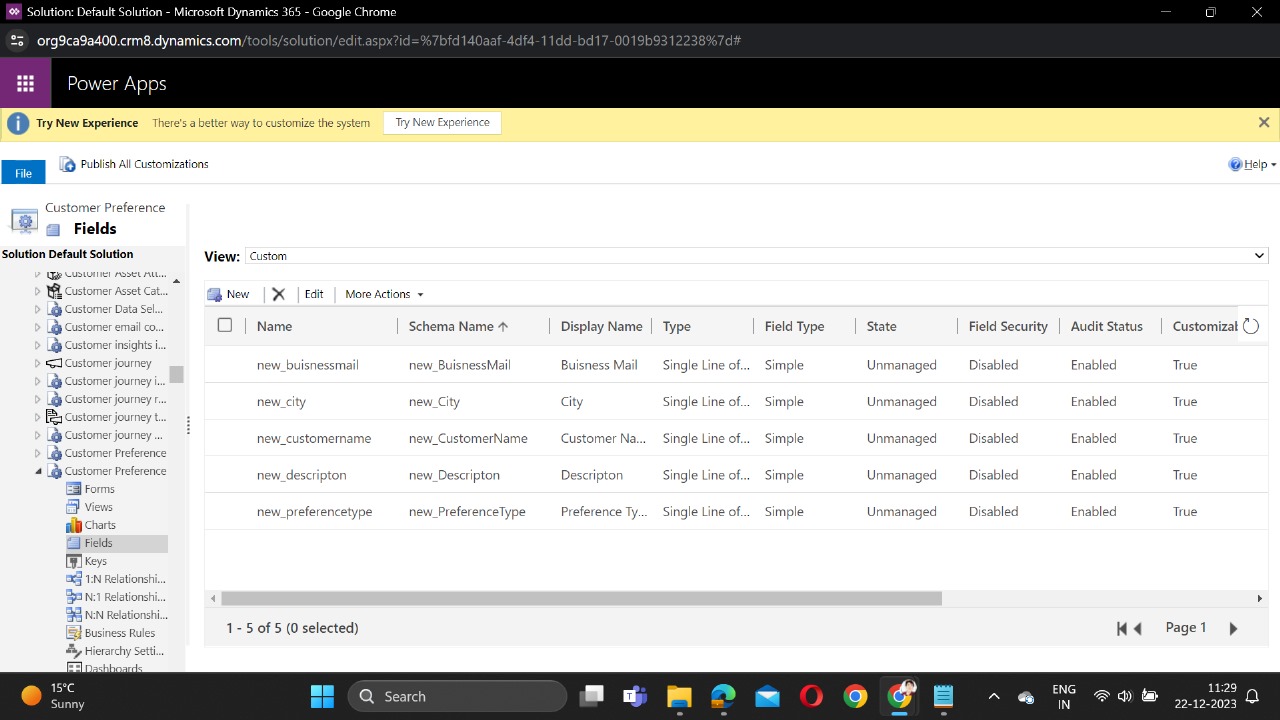 Solution: Default Solution - Microsoft Dynamics 365 - Google Chrome
org9ca9a400.crm8.dynamics.com/tools/solution/edit.aspx?id=%7bfd140aaf-4df4-11dd-bd17-0019b9312238%7d#
Power Apps
Try New Experience There's a better way to customize the system Try New Experience
File Publish All Customizations Help
Customer Preference
Fields
Solution Default Solution
View: Custom
Customer Asset Att...
Customer Asset Cat...
Customer Data Sel...
Customer email co...
Customer insights i...
Customer journey
Customer journey i...
Customer journey r...
Customer journey t...
Customer journey ...
Customer Preference
Customer Preference
Forms
Views
Charts
Fields
Keys
1:N Relationshi...
N:1 Relationshi...
N:N Relationshi...
Business Rules
Hierarchy Setti...
Dashboards
New Edit More Actions
Name Schema Name Display Name Type Field Type State Field Security Audit Status Customizab
new_buisnessmail new_BuisnessMail Buisness Mail Single Line of... Simple Unmanaged Disabled Enabled True
new_city new_City City Single Line of... Simple Unmanaged Disabled Enabled True
new_customername new_CustomerName Customer Na... Single Line of... Simple Unmanaged Disabled Enabled True
new_descripton new_Descripton Descripton Single Line of... Simple Unmanaged Disabled Enabled True
new_preferencetype new_PreferenceType Preference Ty... Single Line of... Simple Unmanaged Disabled Enabled True
1 - 5 of 5 (0 selected) Page 1
15°C
Sunny
Search
ENG
IN
11:29
22-12-2023